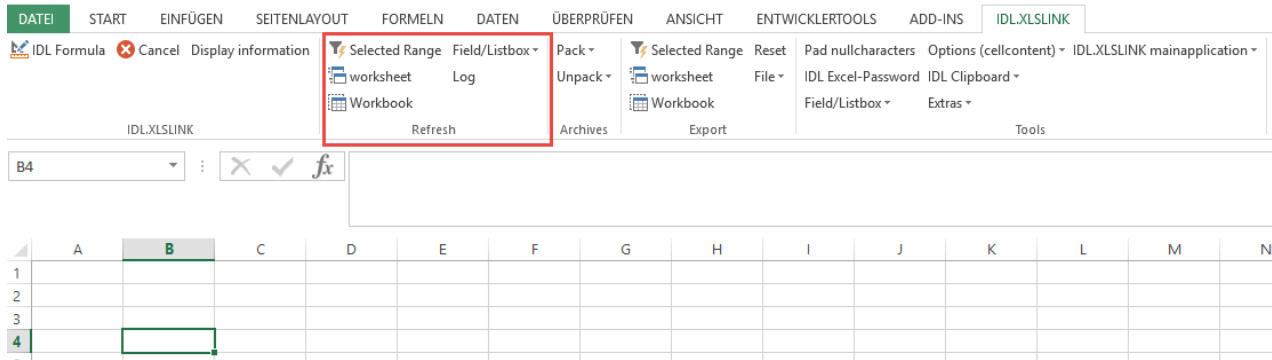 DATEI START EINFÜGEN SEITENLAYOUT FORMELN DATEN ÜBERPRÜFEN ANSICHT ENTWICKLERTOOLS ADD-INS IDL.XLSLINK
IDL Formula Cancel Display information Selected Range Field/Listbox Pack Selected Range Reset Pad nullcharacters Options (cellcontent) IDL.XLSLINK mainapplication
worksheet Log Unpack worksheet File IDL Excel-Password IDL Clipboard
Workbook Workbook Field/Listbox Extras
IDL.XLSLINK Refresh Archives Export Tools
B4 fx
A B C D E F G H I J K L M N
1
2
3
4